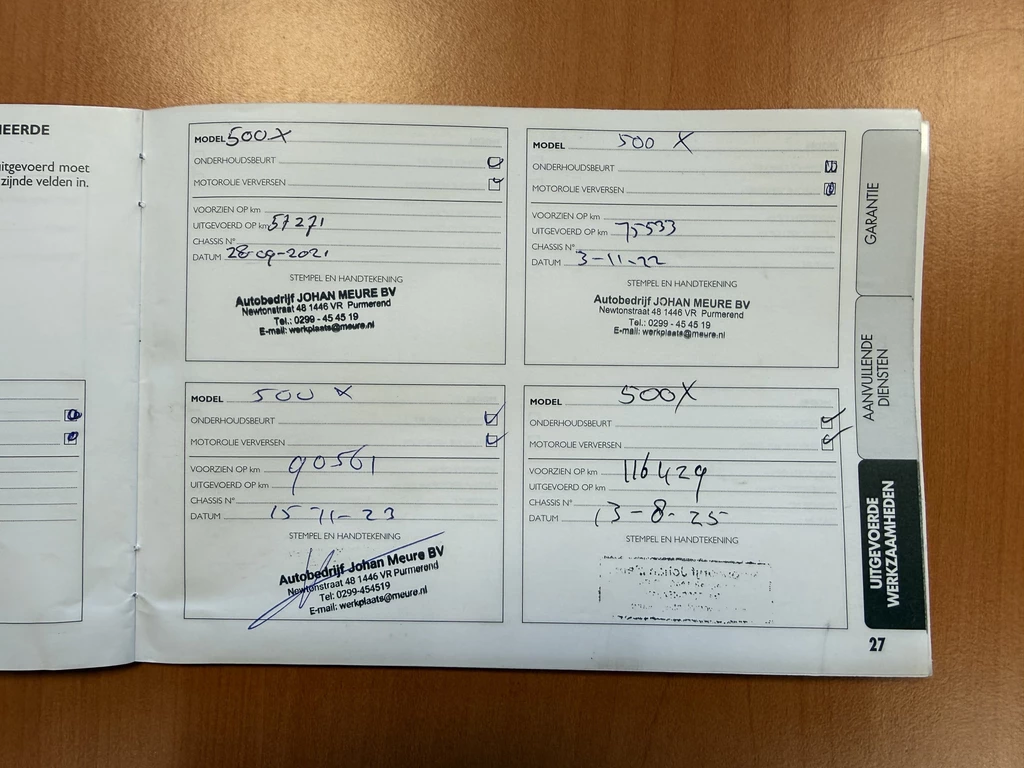 IEERDE
uitgevoerd moet
zijnde velden in.
MODEL 500X
ONDERHOUDSBEURT
MOTOROLIE VERVERSEN
VOORZIEN OP km
UITGEVOERD OP km 57271
CHASSIS N°
DATUM 28-09-2021
STEMPEL EN HANDTEKENING
Autobedrijf JOHAN MEURE BV
Newtonstraat 48 1446 VR Purmerend
Tel.: 0299 - 45 45 19
E-mail: werkplaats@meure.nl
MODEL 500 X
ONDERHOUDSBEURT
MOTOROLIE VERVERSEN
VOORZIEN OP km
UITGEVOERD OP km 75533
CHASSIS N°
DATUM 3-11-22
STEMPEL EN HANDTEKENING
Autobedrijf JOHAN MEURE BV
Newtonstraat 48 1446 VR Purmerend
Tel.: 0299 - 45 45 19
E-mail: werkplaats@meure.nl
MODEL 500 X
ONDERHOUDSBEURT
MOTOROLIE VERVERSEN
VOORZIEN OP km 90561
UITGEVOERD OP km
CHASSIS N°
DATUM 15-11-23
STEMPEL EN HANDTEKENING
Autobedrijf Johan Meure BV
Newtonstraat 48 1446 VR Purmerend
Tel: 0299-454519
E-mail: werkplaats@meure.nl
MODEL 500X
ONDERHOUDSBEURT
MOTOROLIE VERVERSEN
VOORZIEN OP km 116429
UITGEVOERD OP km
CHASSIS N°
DATUM 13-8-25
STEMPEL EN HANDTEKENING
GARANTIE
AANVULLENDE
DIENSTEN
UITGEVOERDE
WERKZAAMHEDEN
27